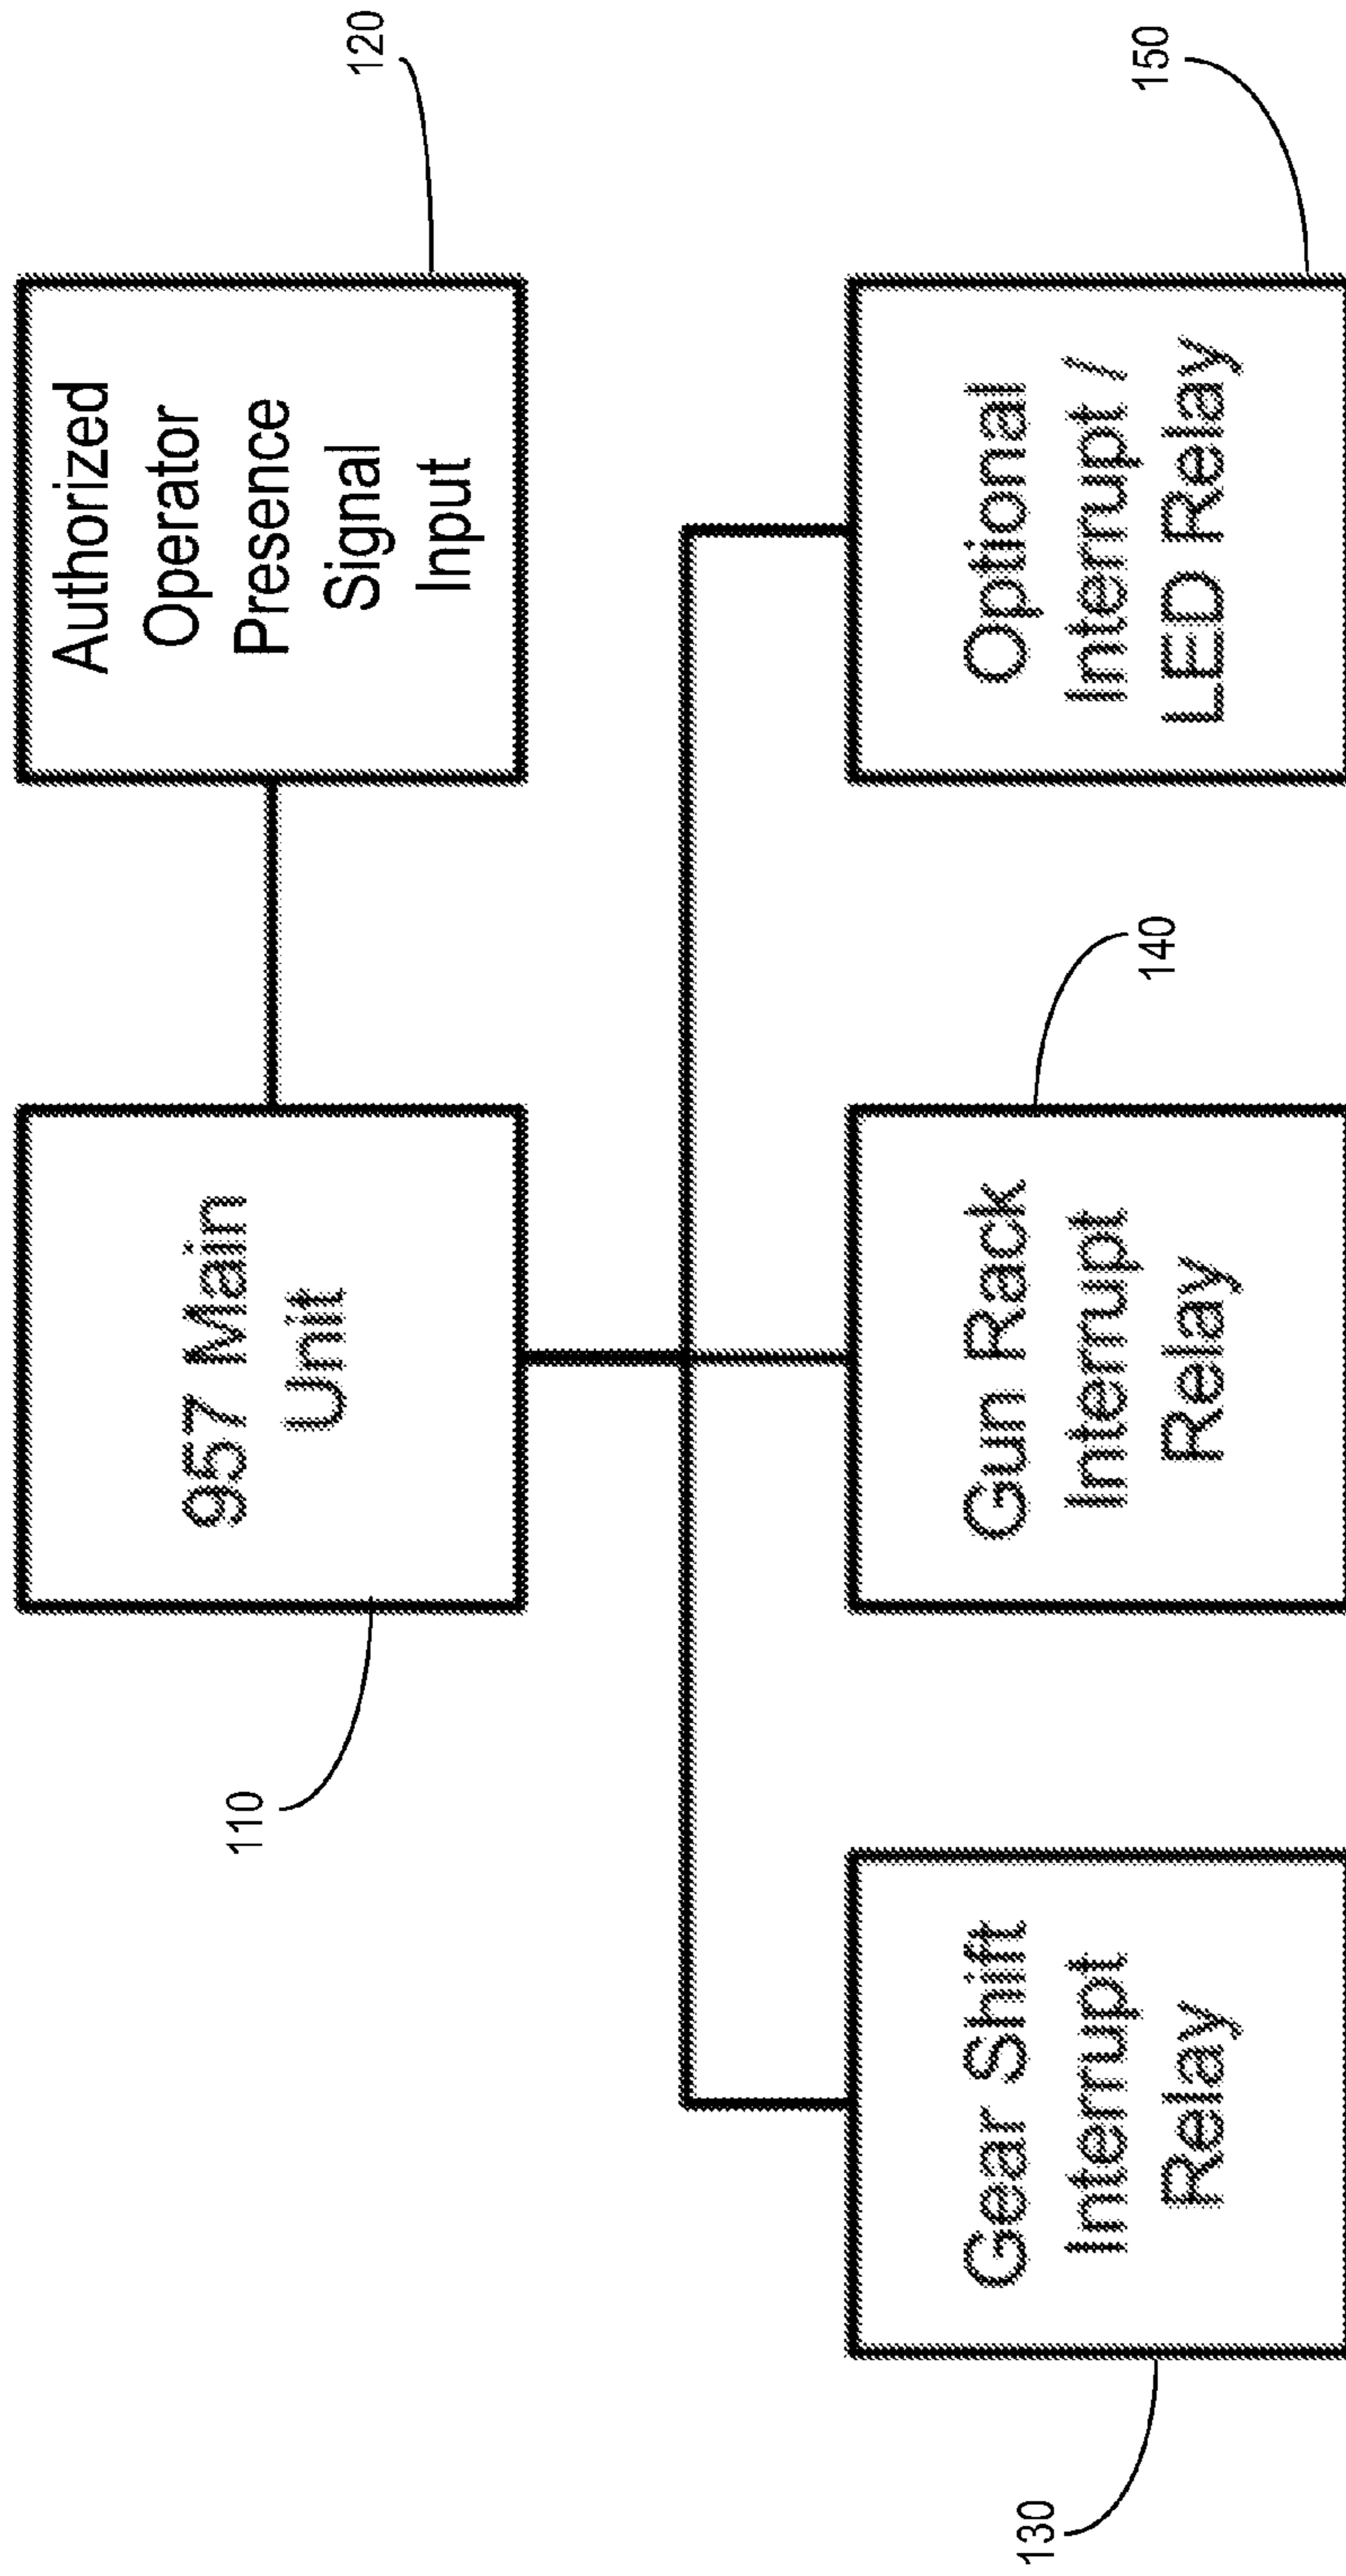 957 Main
Unit
110
Authorized
Operator
Presence
Signal
Input
120
Gear Shift
Interrupt
Relay
130
Gun Rack
Interrupt
Relay
140
Optional
Interrupt /
LED Relay
150